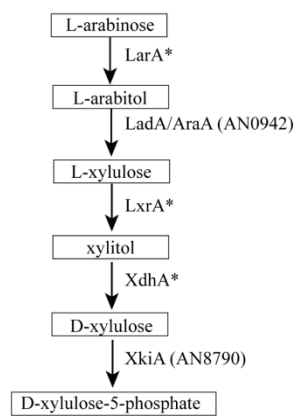 L-arabinose
LarA*
L-arabitol
LadA/AraA (AN0942)
L-xylulose
LxrA*
xylitol
XdhA*
D-xylulose
XkiA (AN8790)
D-xylulose-5-phosphate